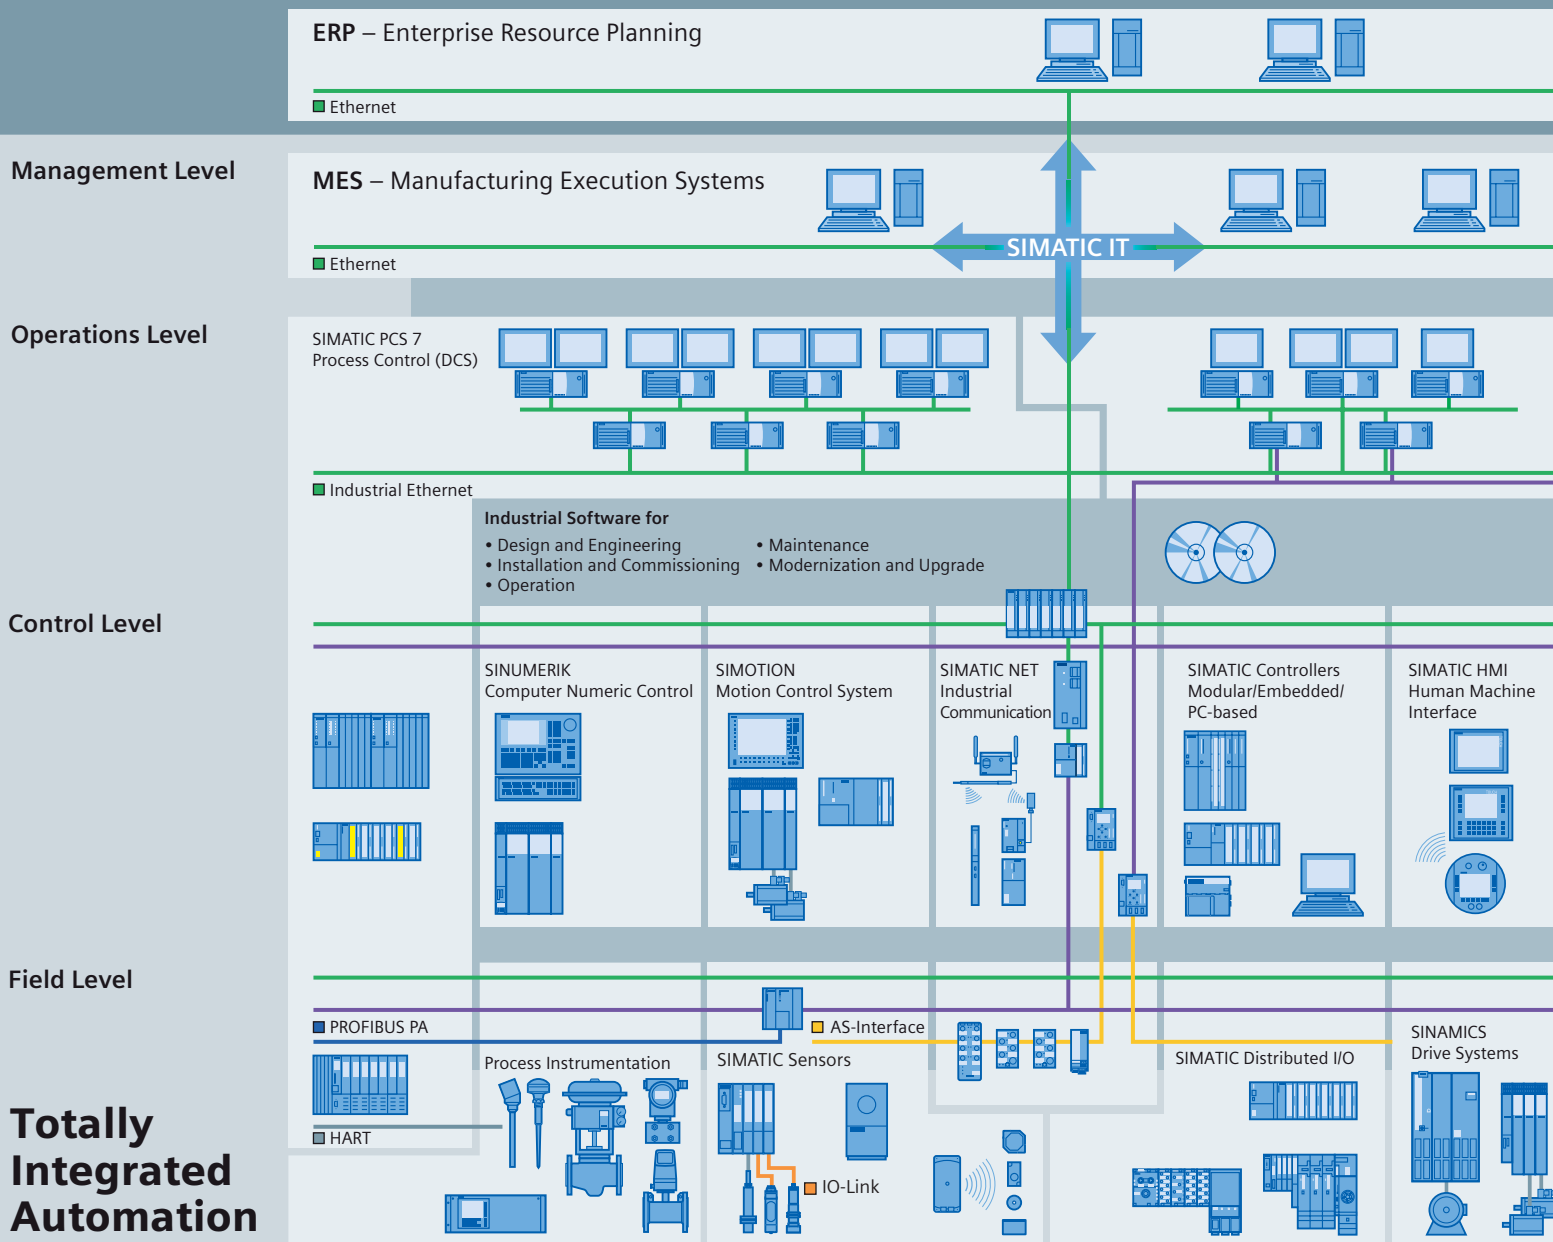 ERP – Enterprise Resource Planning
Ethernet
Management Level
MES – Manufacturing Execution Systems
SIMATIC IT
Ethernet
Operations Level
SIMATIC PCS 7
Process Control (DCS)
Industrial Ethernet
Industrial Software for
• Design and Engineering
• Installation and Commissioning
• Operation
• Maintenance
• Modernization and Upgrade
Control Level
SINUMERIK
Computer Numeric Control
SIMOTION
Motion Control System
SIMATIC NET
Industrial
Communication
SIMATIC Controllers
Modular/Embedded/
PC-based
SIMATIC HMI
Human Machine
Interface
Field Level
PROFIBUS PA
AS-Interface
Process Instrumentation
SIMATIC Sensors
SIMATIC Distributed I/O
SINAMICS
Drive Systems
HART
IO-Link
Totally
Integrated
Automation